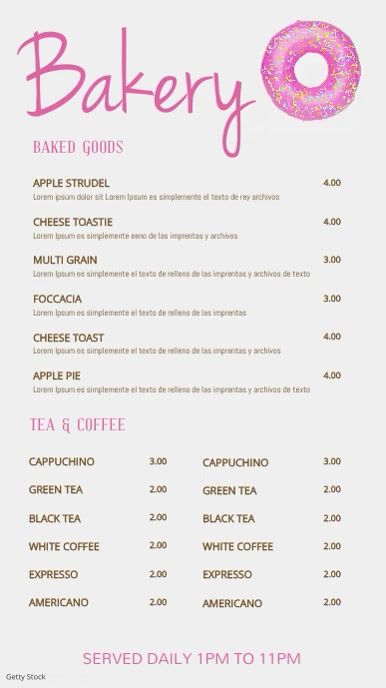 Bakery
BAKED GOODS
APPLE STRUDEL 4.00
Lorem ipsum dolor sit Lorem Ipsum es simplemente el texto de rey archivos
CHEESE TOASTIE 4.00
Lorem Ipsum es simplemente eeno de las imprentas y archivos
MULTI GRAIN 3.00
Lorem Ipsum es simplemente el texto de relleno de las imprentas y archivos de texto
FOCCACIA 3.00
Lorem Ipsum es simplemente el texto de relleno de las imprentas
CHEESE TOAST 4.00
Lorem Ipsum es simplemente el texto de relleno de las imprentas y archivos
APPLE PIE 4.00
Lorem Ipsum es simplemente el texto de relleno de las imprentas y archivos de texto
TEA & COFFEE
CAPPUCHINO 3.00 CAPPUCHINO 3.00
GREEN TEA 2.00 GREEN TEA 2.00
BLACK TEA 2.00 BLACK TEA 2.00
WHITE COFFEE 2.00 WHITE COFFEE 2.00
EXPRESSO 2.00 EXPRESSO 2.00
AMERICANO 2.00 AMERICANO 2.00
SERVED DAILY 1PM TO 11PM
Getty Stock